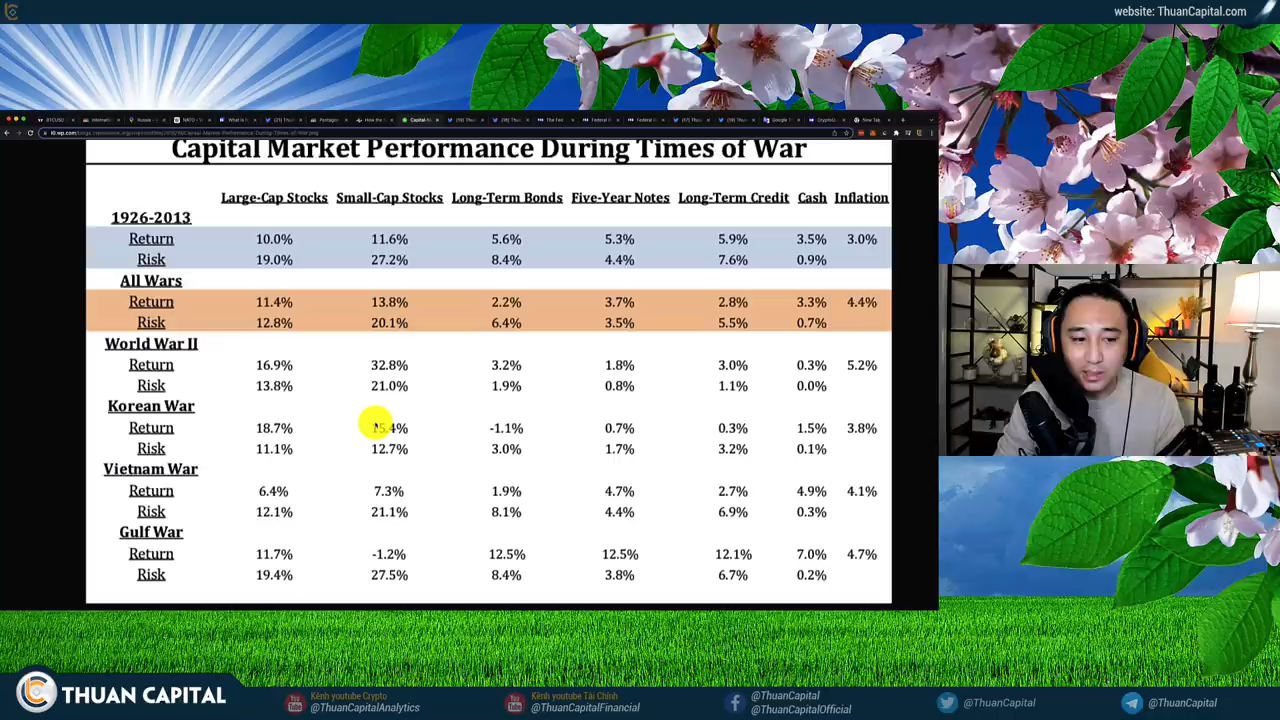 website: ThuanCapital.com
Capital Market Performance During Times of War
Large-Cap Stocks Small-Cap Stocks Long-Term Bonds Five-Year Notes Long-Term Credit Cash Inflation
1926-2013
Return 10.0% 11.6% 5.6% 5.3% 5.9% 3.5% 3.0%
Risk 19.0% 27.2% 8.4% 4.4% 7.6% 0.9%
All Wars
Return 11.4% 13.8% 2.2% 3.7% 2.8% 3.3% 4.4%
Risk 12.8% 20.1% 6.4% 3.5% 5.5% 0.7%
World War II
Return 16.9% 32.8% 3.2% 1.8% 3.0% 0.3% 5.2%
Risk 13.8% 21.0% 1.9% 0.8% 1.1% 0.0%
Korean War
Return 18.7% 15.4% -1.1% 0.7% 0.3% 1.5% 3.8%
Risk 11.1% 12.7% 3.0% 1.7% 3.2% 0.1%
Vietnam War
Return 6.4% 7.3% 1.9% 4.7% 2.7% 4.9% 4.1%
Risk 12.1% 21.1% 8.1% 4.4% 6.9% 0.3%
Gulf War
Return 11.7% -1.2% 12.5% 12.5% 12.1% 7.0% 4.7%
Risk 19.4% 27.5% 8.4% 3.8% 6.7% 0.2%
THUAN CAPITAL
Kênh youtube Crypto
@ThuanCapitalAnalytics
Kênh youtube Tài Chính
@ThuanCapitalFinancial
@ThuanCapital
@ThuanCapitalOfficial
@ThuanCapital
@ThuanCapital